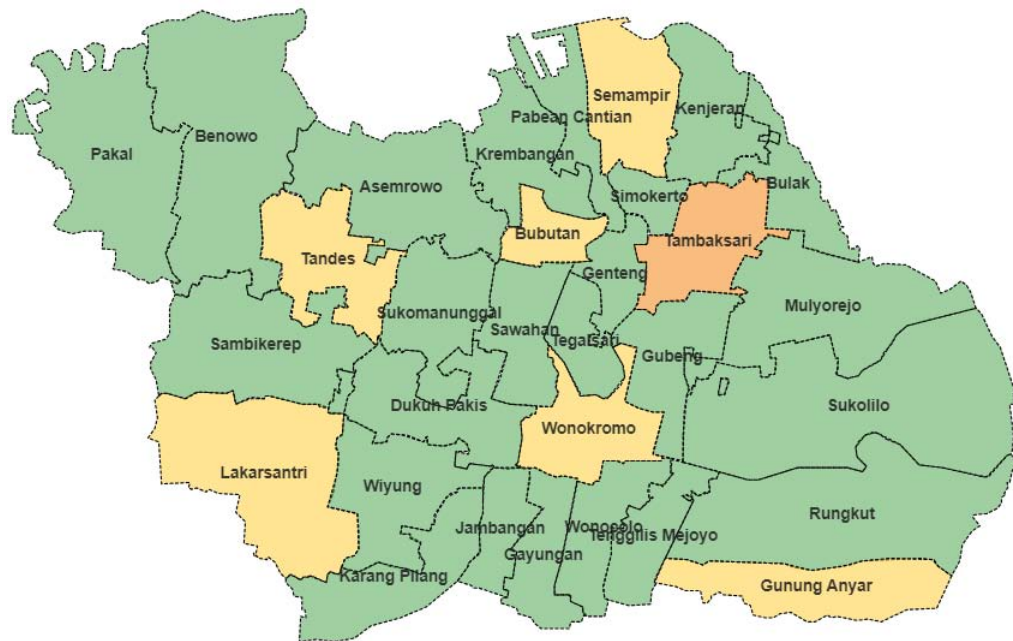 Semampir
Kenjeran
Pabean Cantian
Benowo
Pakal
Krembangan
Asemrowo
Bulak
Simokerto
Bubutan
Tambaksari
Tandes
Genteng
Mulyorejo
Sukomanunggal
Sawahan
Tegalsari
Sambikerep
Gubeng
Dukuh Pakis
Sukolilo
Wonokromo
Lakarsantri
Wiyung
Rungkut
Jambangan
Wonocolo
Tenggilis Mejoyo
Gayungan
Karang Pilang
Gunung Anyar